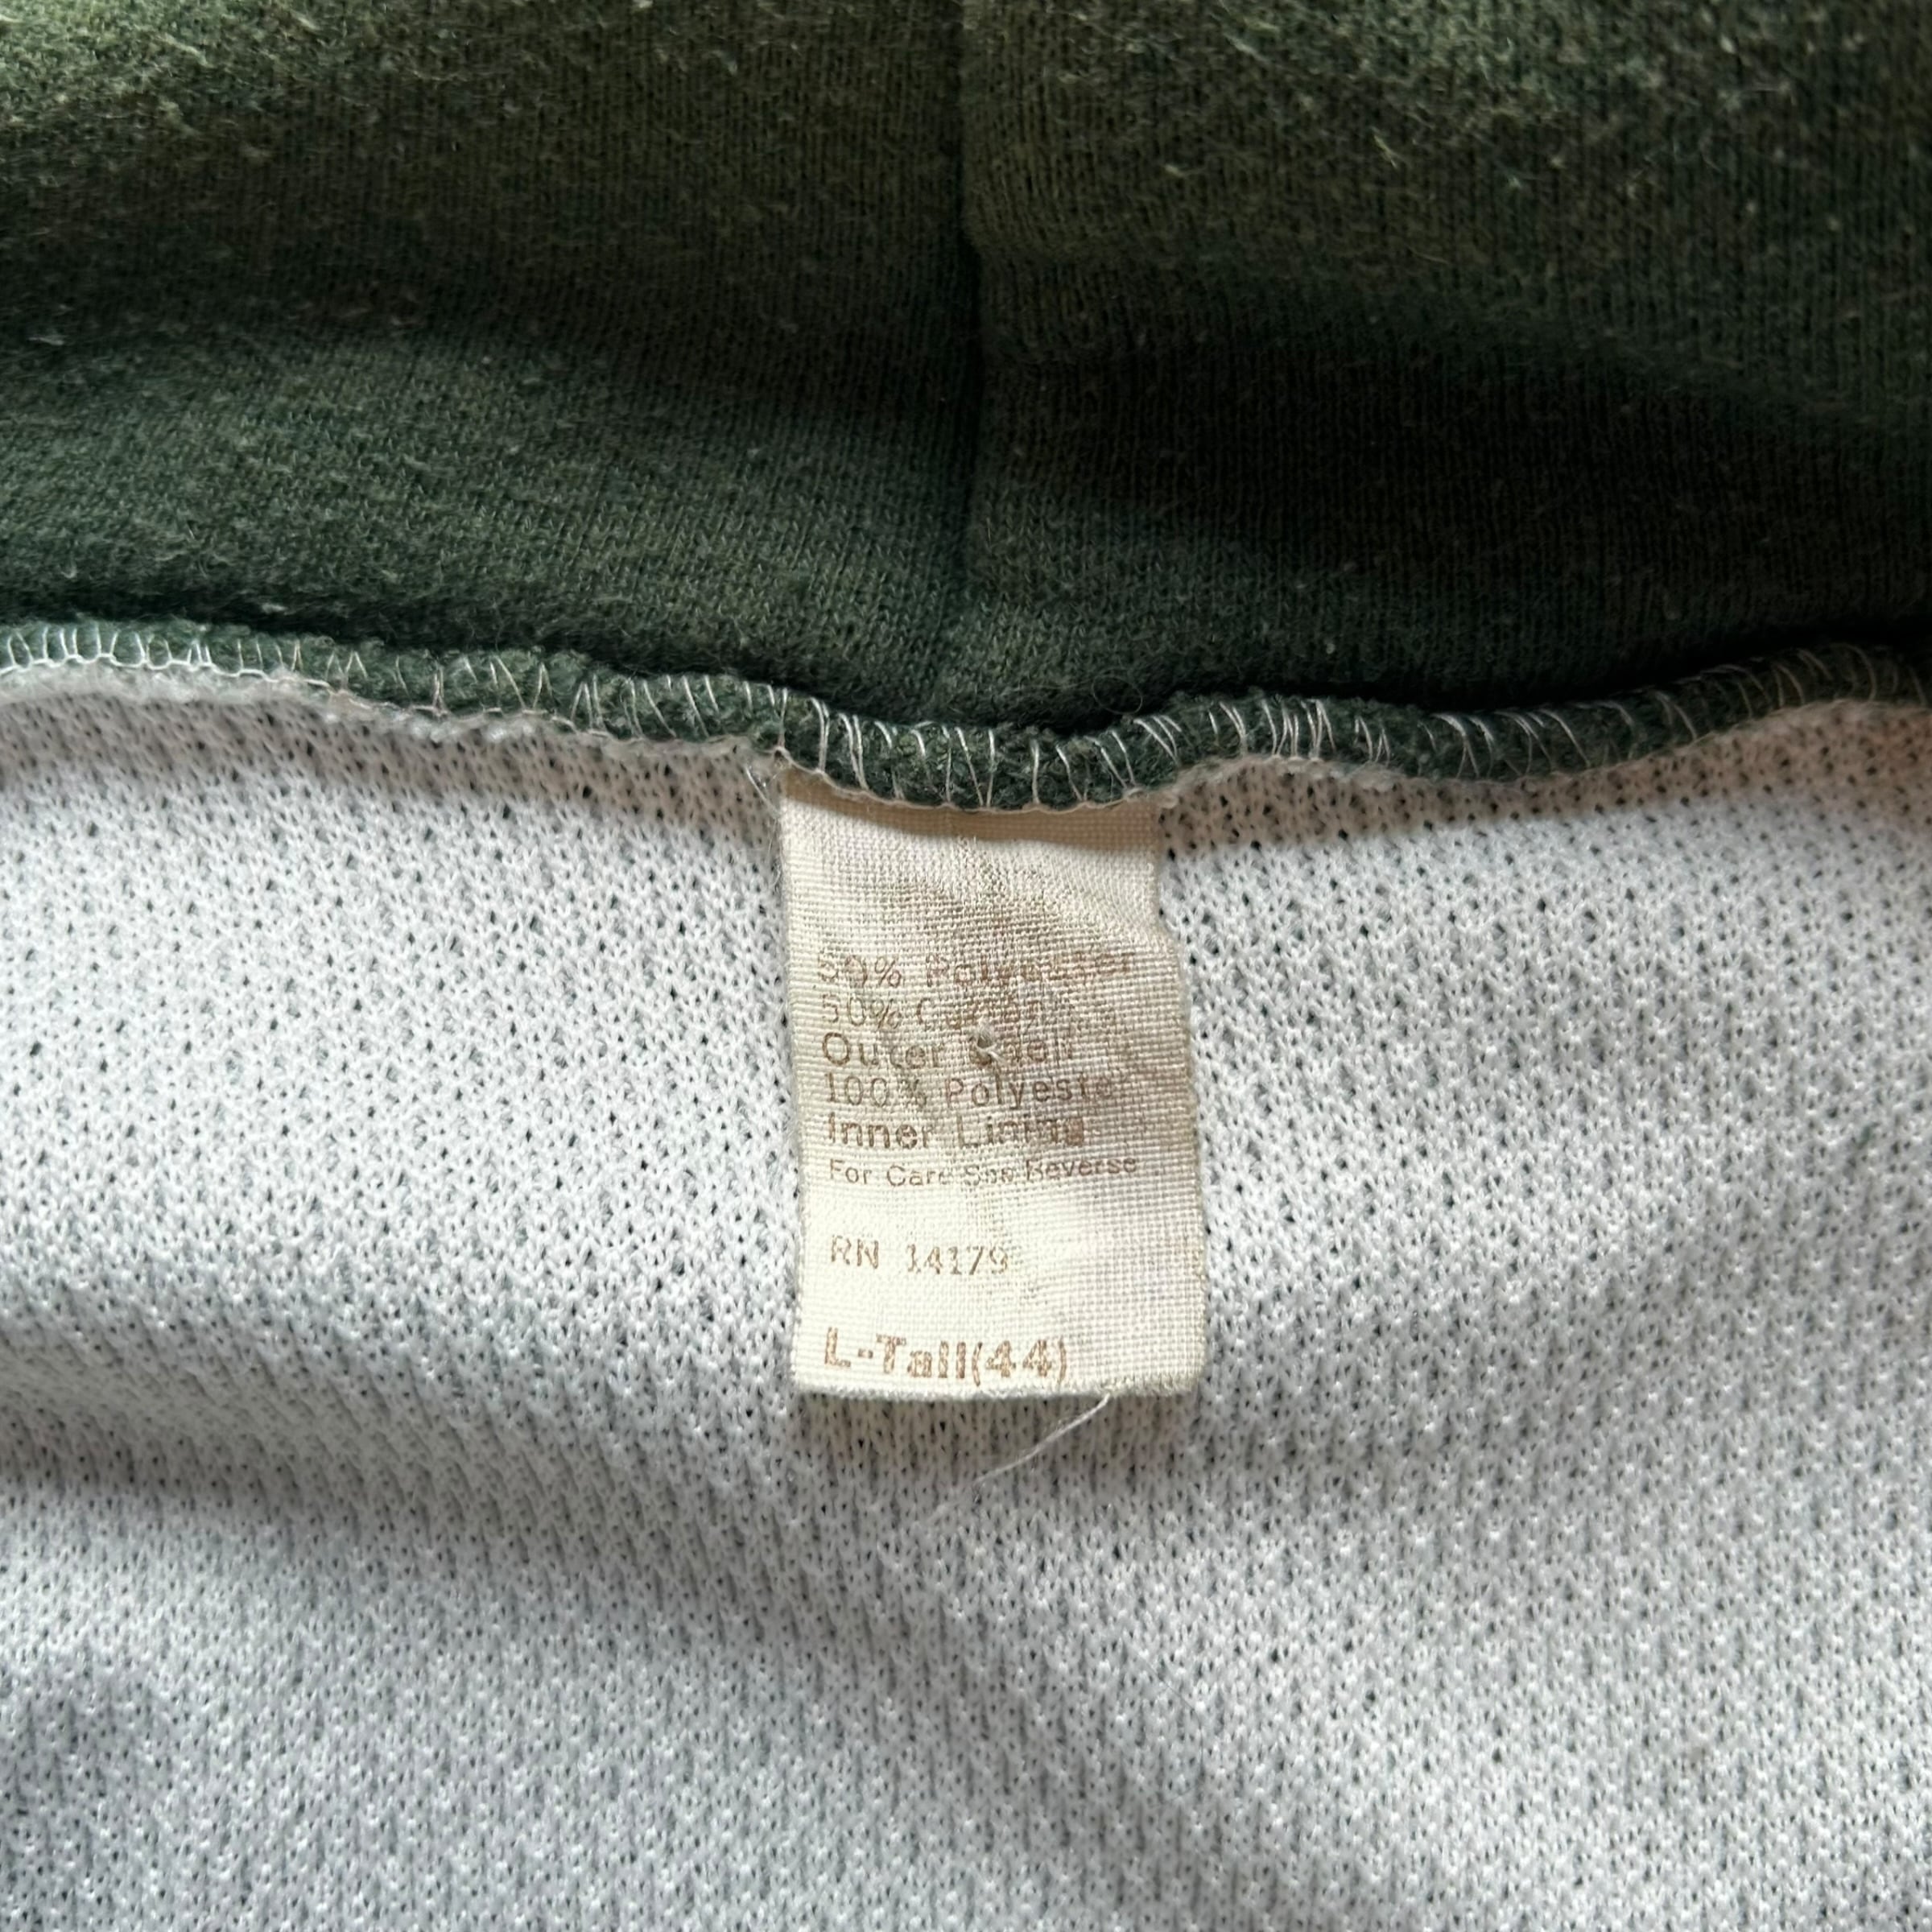 50% Polyester
50% Cotton
Outer Shell
100% Polyester
Inner Lining
For Care See Reverse
RN 14179
L-Tall(44)